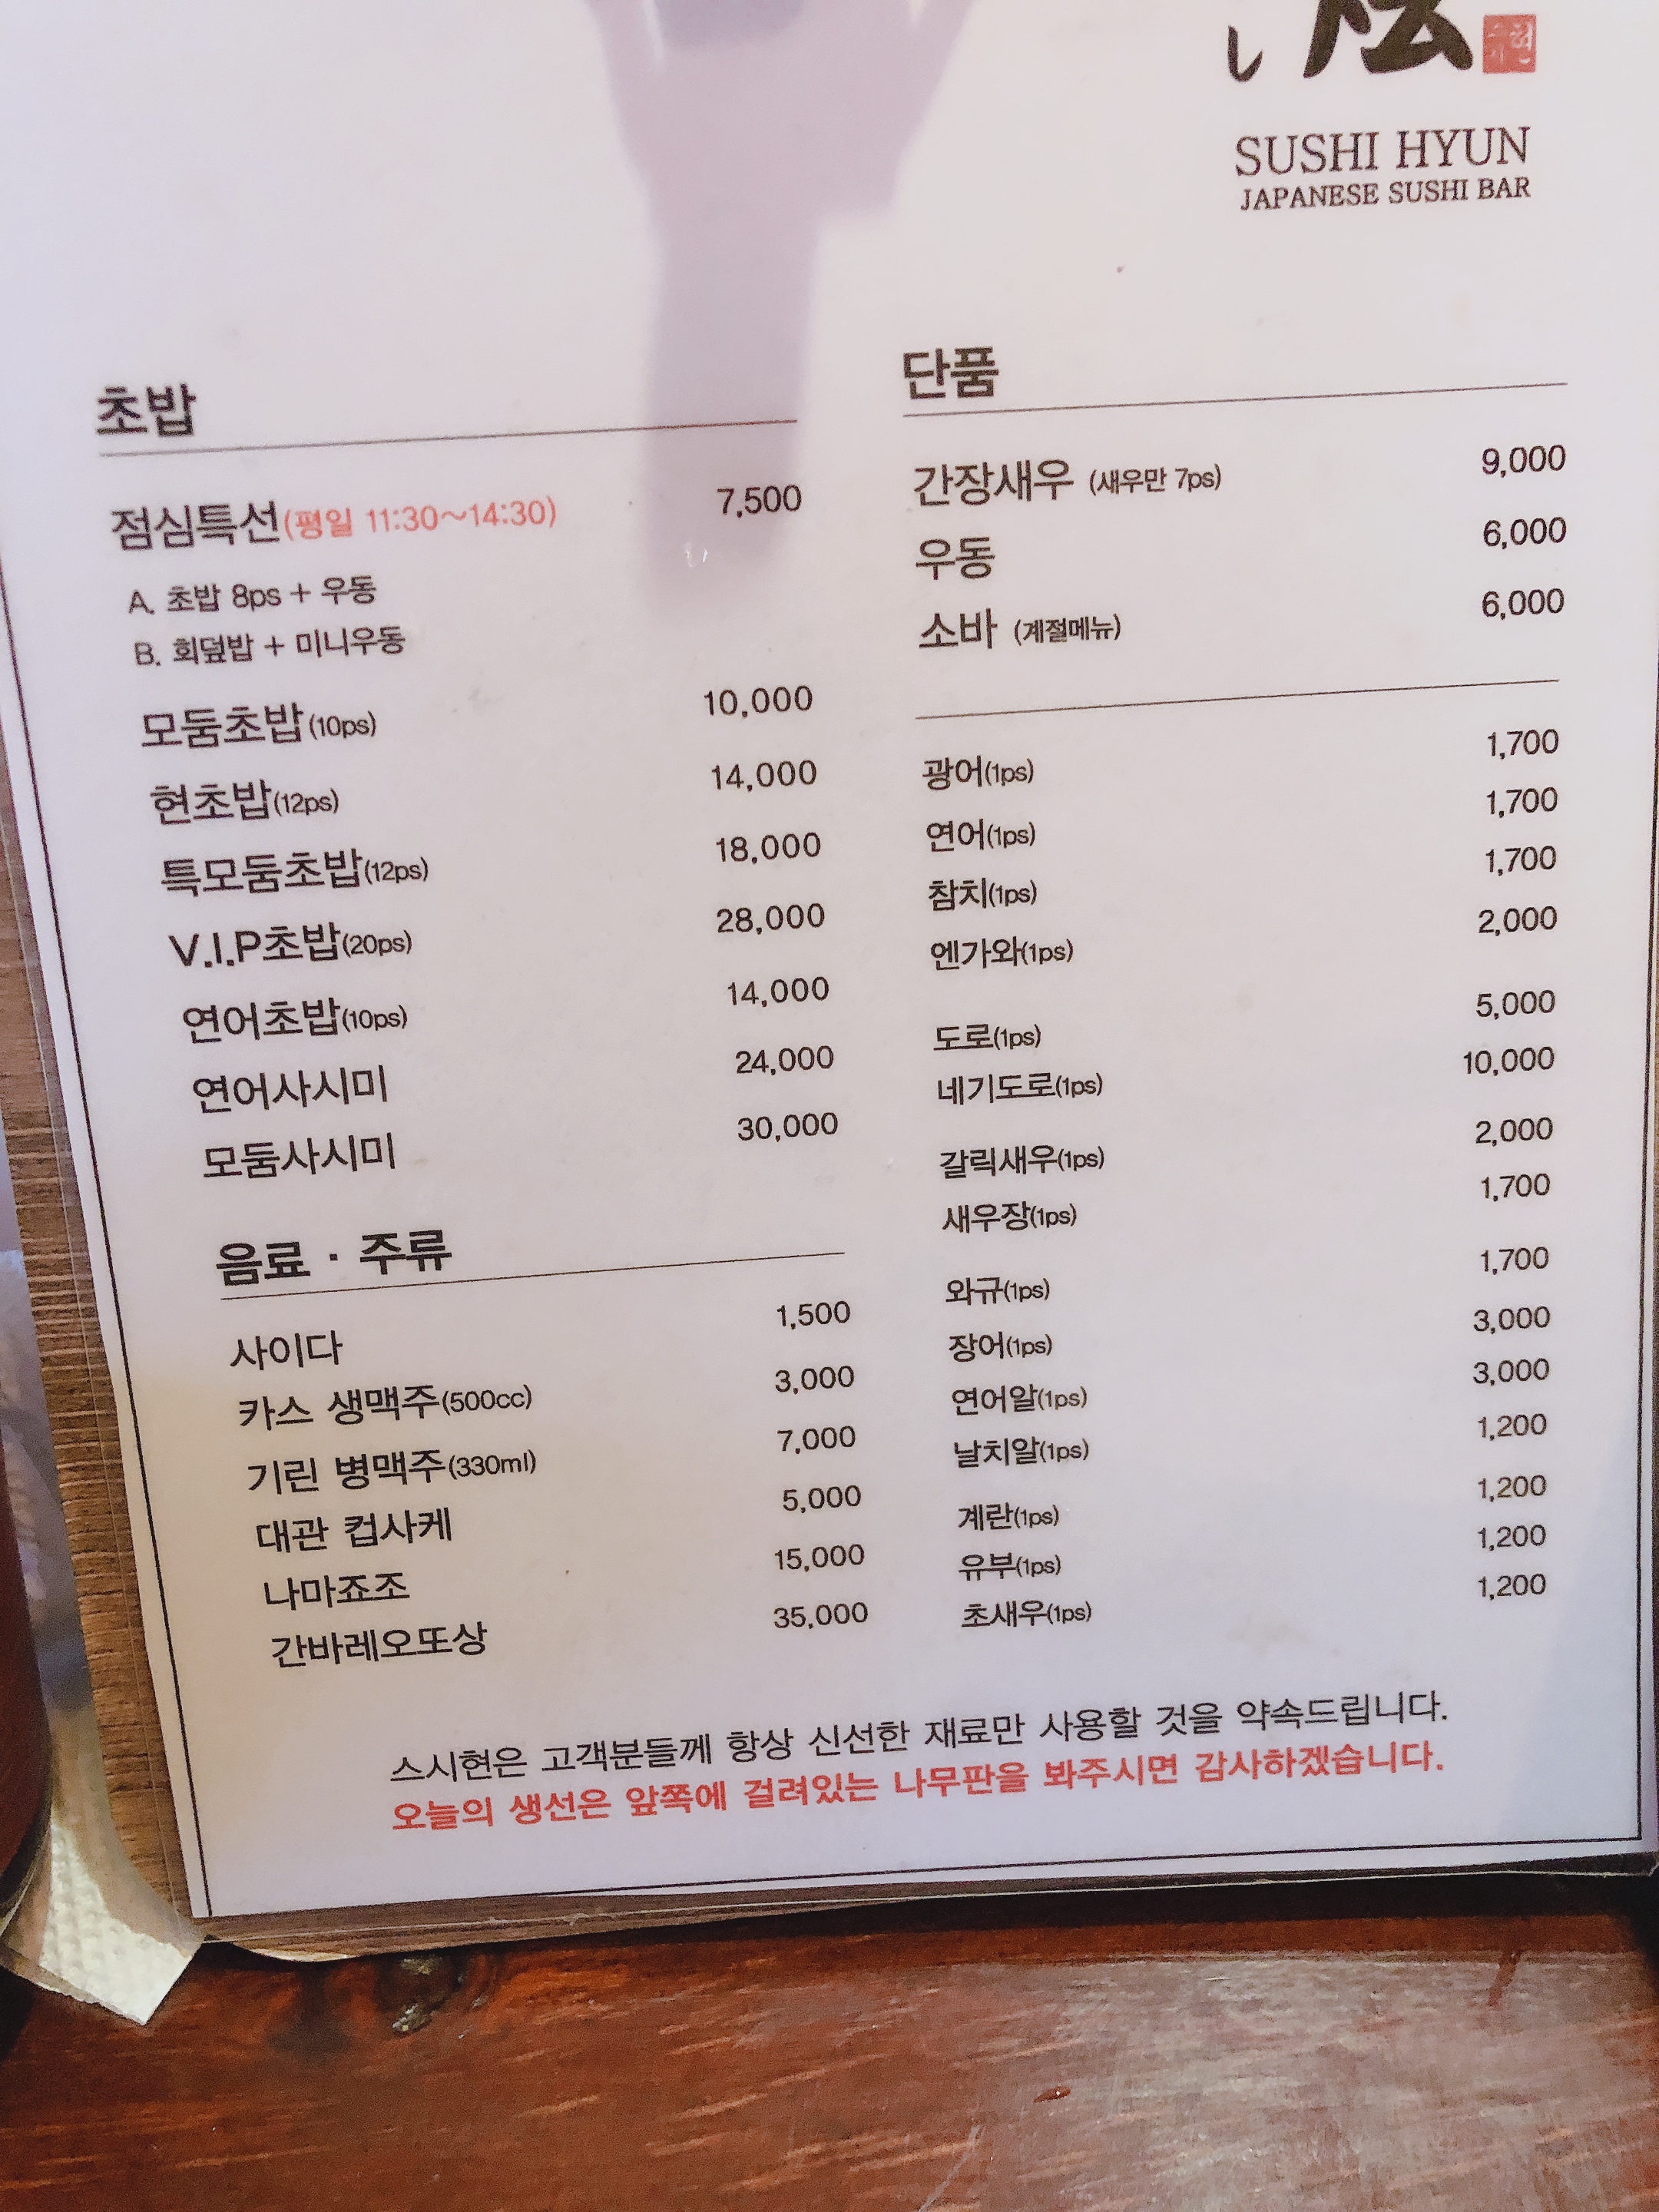 し
SUSHI HYUN
JAPANESE SUSHI BAR
초밥
점심특선(평일 11:30~14:30) 7,500
A. 초밥 8ps + 우동
B. 회덮밥 + 미니우동
모둠초밥(10ps) 10,000
현초밥(12ps) 14,000
특모둠초밥(12ps) 18,000
V.I.P초밥(20ps) 28,000
연어초밥(10ps) 14,000
연어사시미 24,000
모둠사시미 30,000
음료 · 주류
사이다 1,500
카스 생맥주(500cc) 3,000
기린 병맥주(330ml) 7,000
대관 컵사케 5,000
나마죠조 15,000
간바레오또상 35,000
단품
간장새우 (새우만 7ps) 9,000
우동 6,000
소바 (계절메뉴) 6,000
광어(1ps) 1,700
연어(1ps) 1,700
참치(1ps) 1,700
엔가와(1ps) 2,000
도로(1ps) 5,000
네기도로(1ps) 10,000
갈릭새우(1ps) 2,000
새우장(1ps) 1,700
와규(1ps) 1,700
장어(1ps) 3,000
연어알(1ps) 3,000
날치알(1ps) 1,200
계란(1ps) 1,200
유부(1ps) 1,200
초새우(1ps) 1,200
스시현은 고객분들께 항상 신선한 재료만 사용할 것을 약속드립니다.
오늘의 생선은 앞쪽에 걸려있는 나무판을 봐주시면 감사하겠습니다.